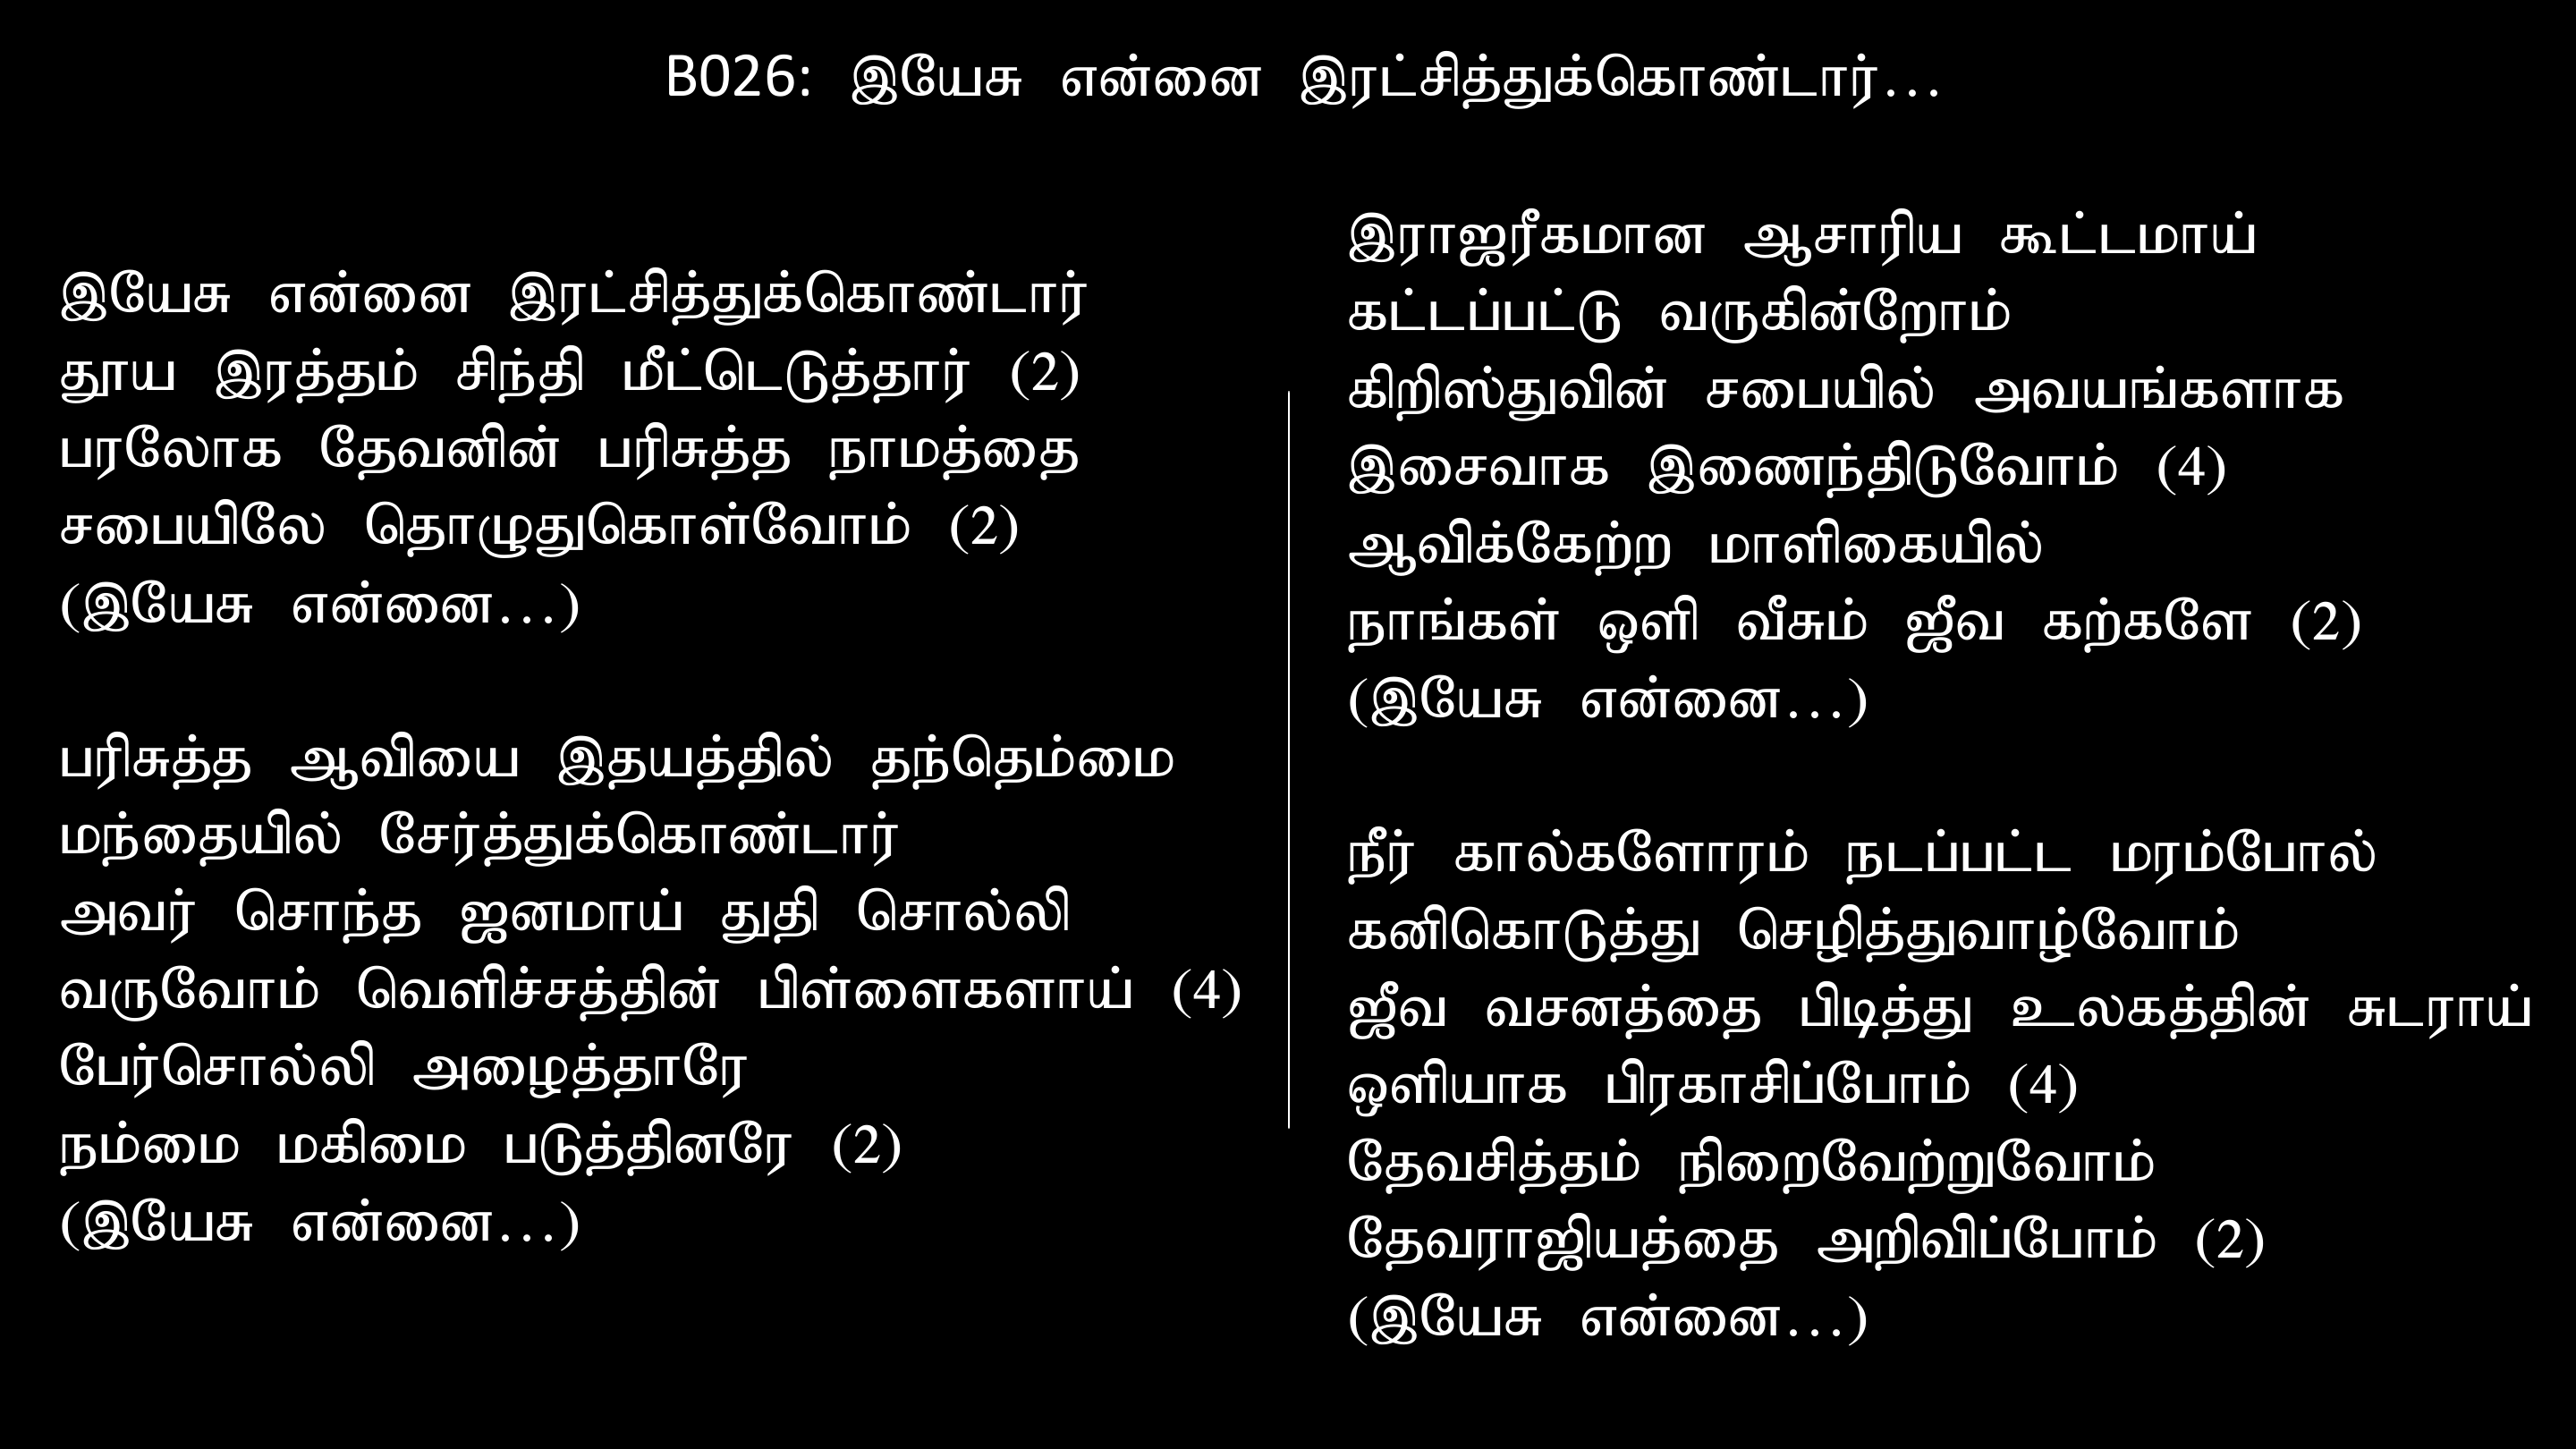 B026: இயேசு என்னை இரட்சித்துக்கொண்டார்...
இயேசு என்னை இரட்சித்துக்கொண்டார்
தூய இரத்தம் சிந்தி மீட்டெடுத்தார் (2)
பரலோக தேவனின் பரிசுத்த நாமத்தை
சபையிலே தொழுதுகொள்வோம் (2)
(இயேசு என்னை...)
பரிசுத்த ஆவியை இதயத்தில் தந்தெம்மை
மந்தையில் சேர்த்துக்கொண்டார்
அவர் சொந்த ஜனமாய் துதி சொல்லி
வருவோம் வெளிச்சத்தின் பிள்ளைகளாய் (4)
பேர்சொல்லி அழைத்தாரே
நம்மை மகிமை படுத்தினரே (2)
(இயேசு என்னை...)
இராஜரீகமான ஆசாரிய கூட்டமாய்
கட்டப்பட்டு வருகின்றோம்
கிறிஸ்துவின் சபையில் அவயங்களாக
இசைவாக இணைந்திடுவோம் (4)
ஆவிக்கேற்ற மாளிகையில்
நாங்கள் ஒளி வீசும் ஜீவ கற்களே (2)
(இயேசு என்னை...)
நீர் கால்களோரம் நடப்பட்ட மரம்போல்
கனிகொடுத்து செழித்துவாழ்வோம்
ஜீவ வசனத்தை பிடித்து உலகத்தின் சுடராய்
ஒளியாக பிரகாசிப்போம் (4)
தேவசித்தம் நிறைவேற்றுவோம்
தேவராஜியத்தை அறிவிப்போம் (2)
(இயேசு என்னை...)